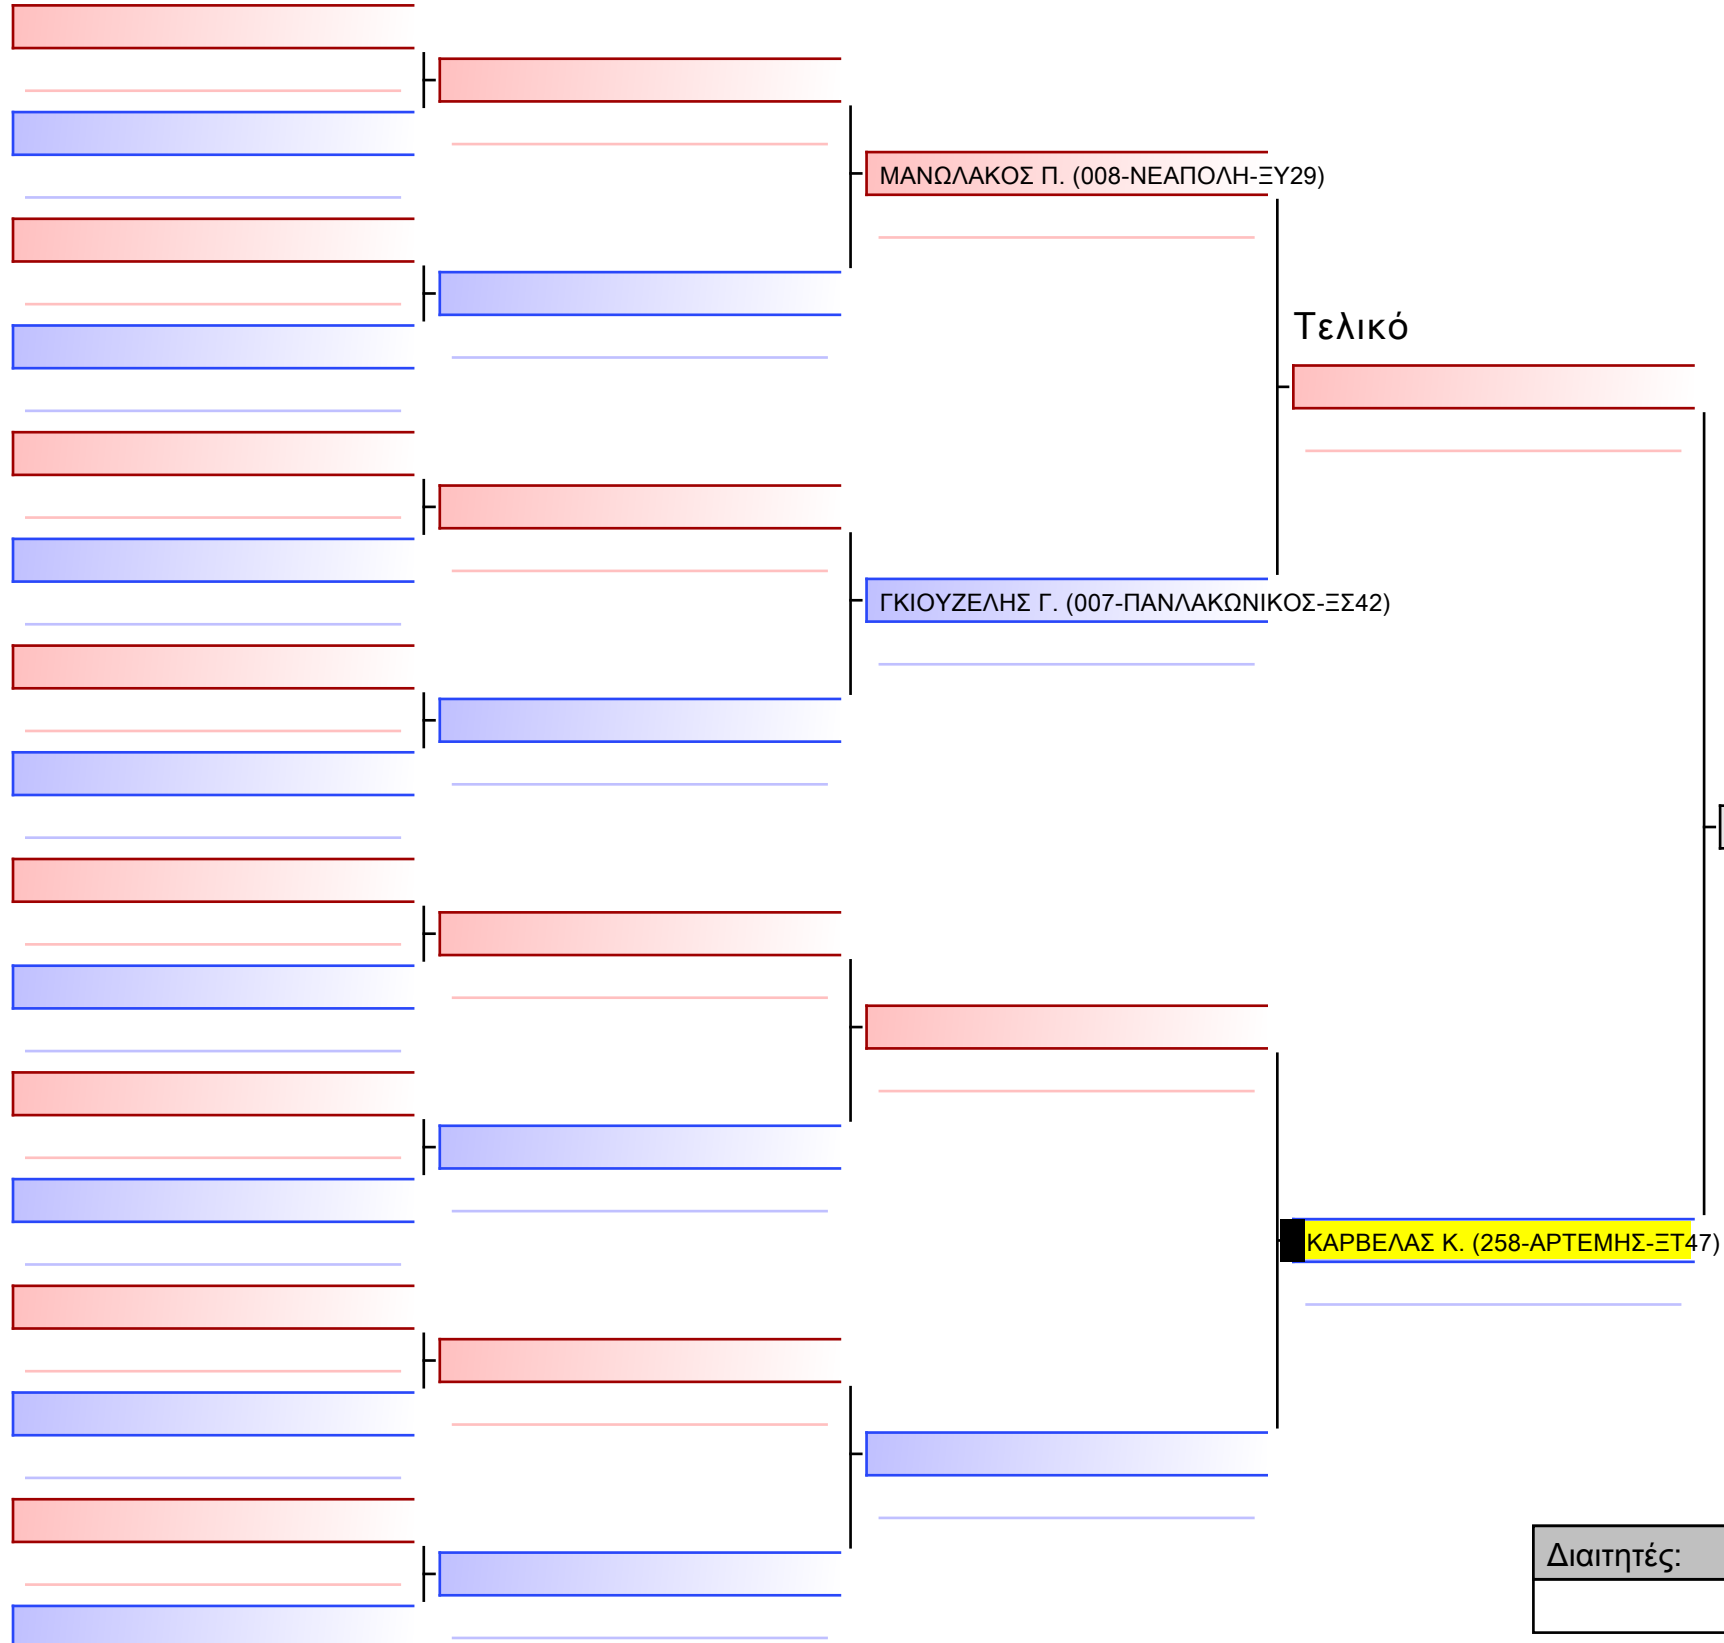 ΜΑΝΩΛΑΚΟΣ Π. (008-ΝΕΑΠΟΛΗ-ΞΥ29)
Τελικό
ΓΚΙΟΥΖΕΛΗΣ Γ. (007-ΠΑΝΛΑΚΩΝΙΚΟΣ-ΞΣ42)
ΚΑΡΒΕΛΑΣ Κ. (258-ΑΡΤΕΜΗΣ-ΞΤ47)
Διαιτητές: